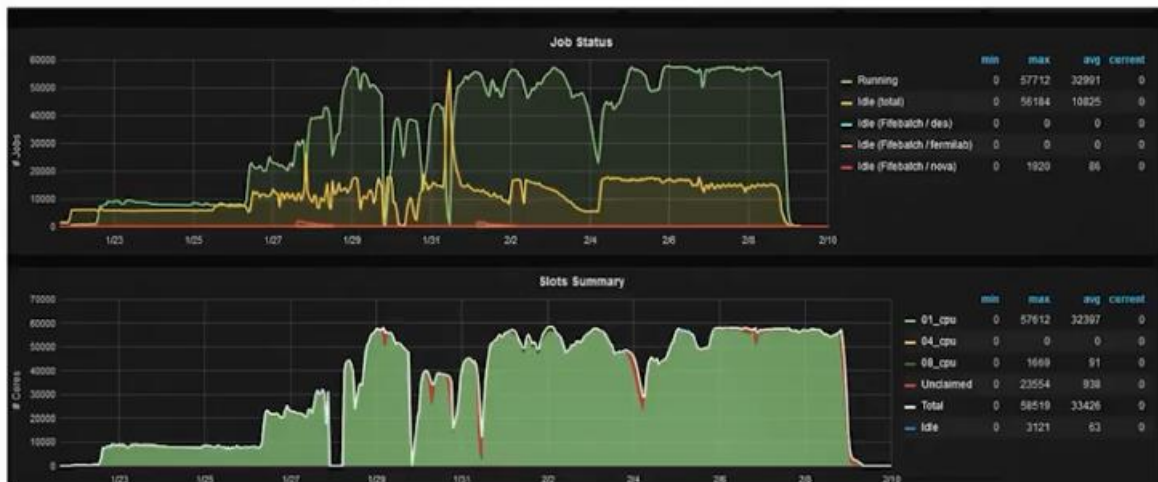 Job Status
min max avg current
60000
50000
40000
30000
20000
10000
0
# Jobs
1/23 1/25 1/27 1/29 1/31 2/2 2/4 2/6 2/8 2/10
Running 0 57712 32991 0
Idle (total) 0 56184 10825 0
Idle (Fifebatch / des) 0 0 0 0
Idle (Fifebatch / fermilab) 0 0 0 0
Idle (Fifebatch / nova) 0 1920 86 0
Slots Summary
min max avg current
70000
60000
50000
40000
30000
20000
10000
0
# Cores
1/23 1/25 1/27 1/29 1/31 2/2 2/4 2/6 2/8 2/10
01_cpu 0 57612 32397 0
04_cpu 0 0 0 0
08_cpu 0 1669 91 0
Unclaimed 0 23554 938 0
Total 0 58519 33426 0
Idle 0 3121 63 0